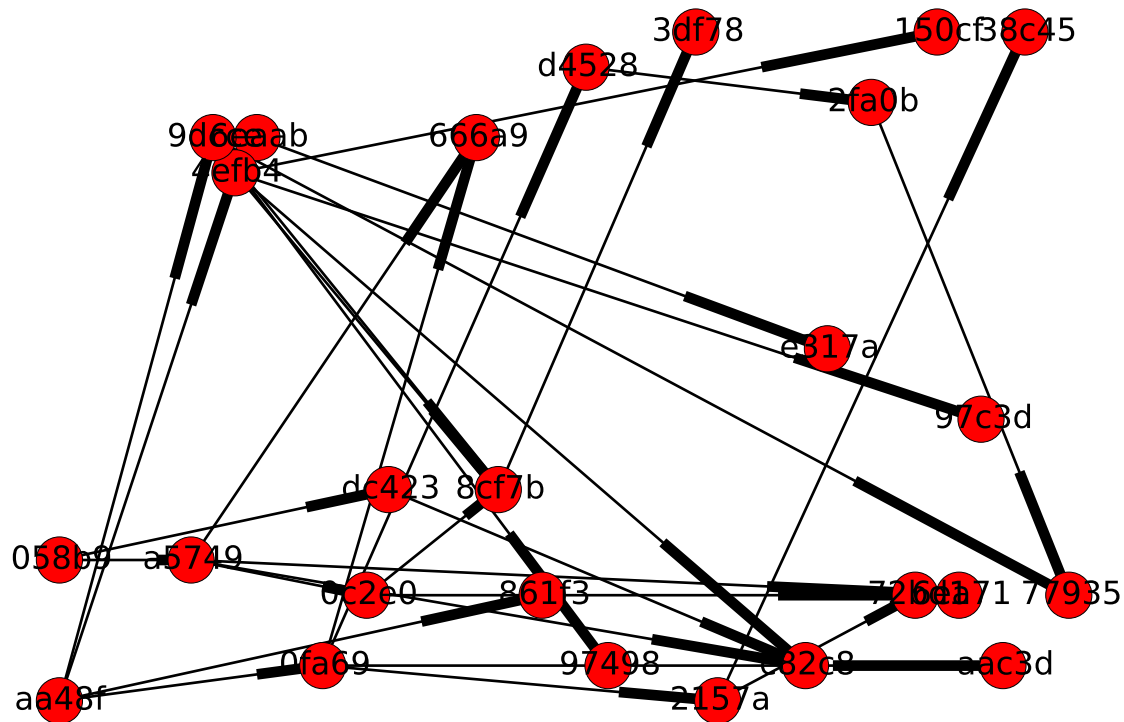 3df78
150cf
38c45
d4528
2fa0b
666a9
4efb4
e317a
97c3d
dc423
8cf7b
058b9
a5749
0c2e0
861f3
77935
0fa69
97498
c32c8
aac3d
aa48f
2157a